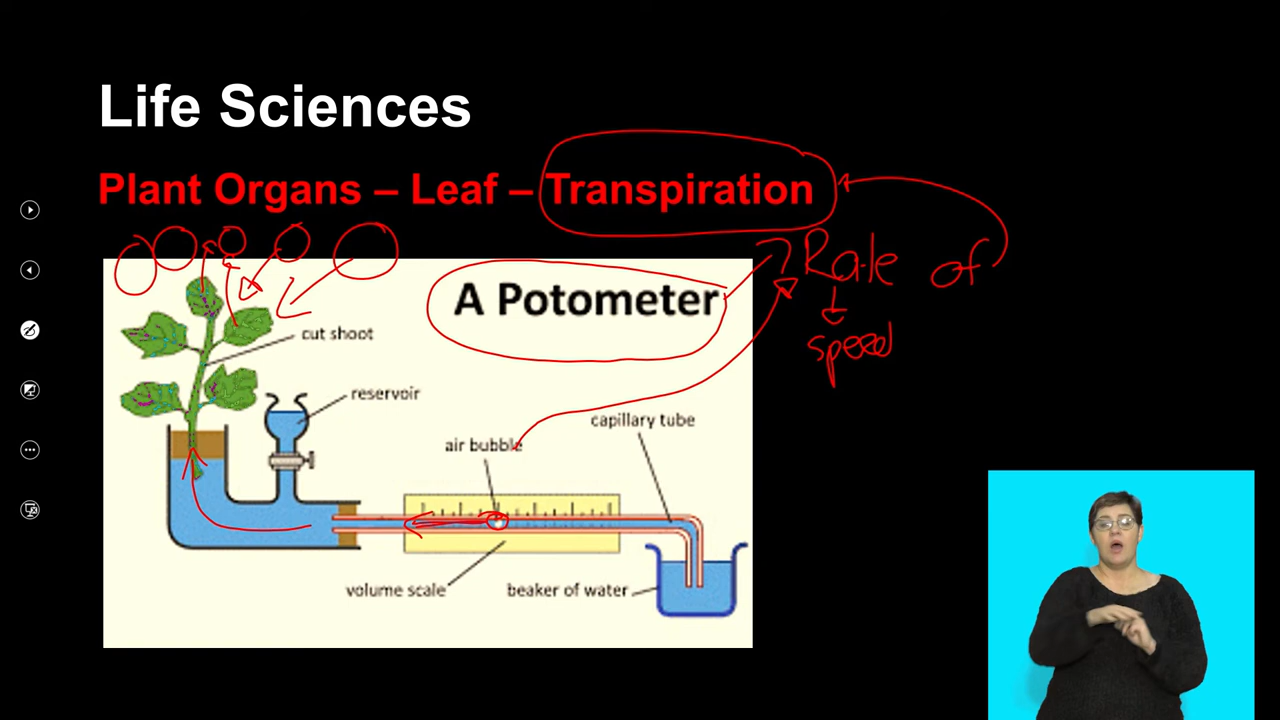 Life Sciences
Plant Organs – Leaf – Transpiration
Rate of
speed
A Potometer
cut shoot
reservoir
capillary tube
air bubble
volume scale
beaker of water